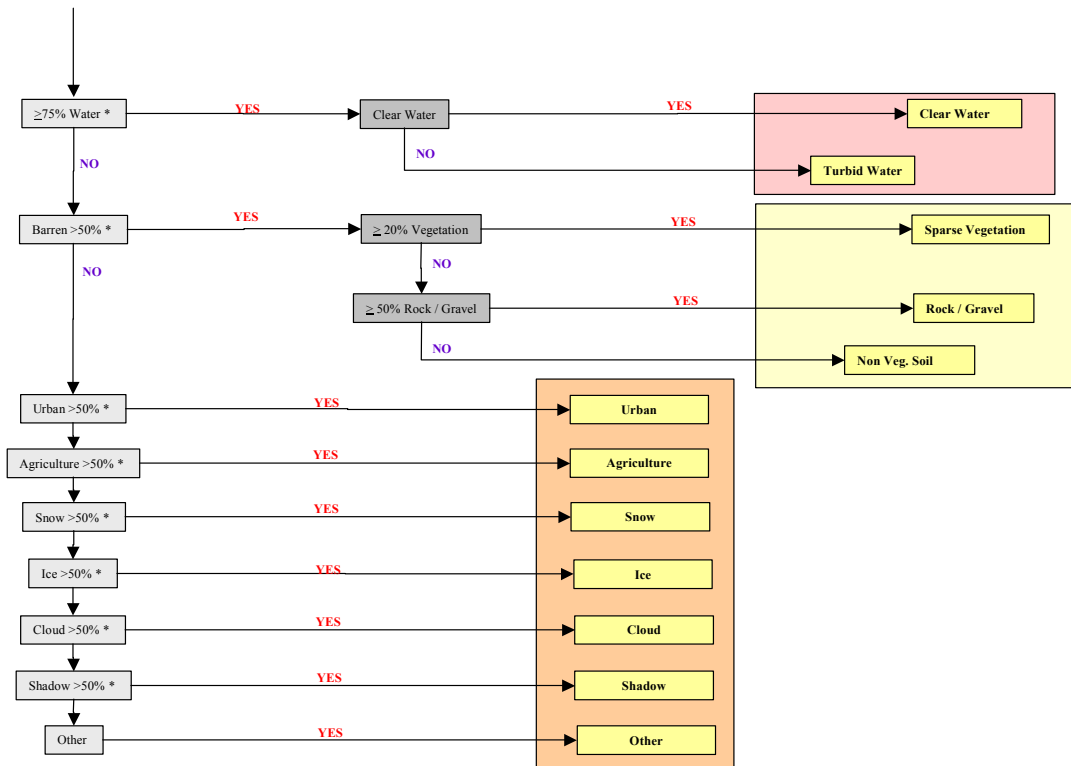 ≥75% Water *
YES
Clear Water
YES
Clear Water
NO
NO
Turbid Water
Barren >50% *
YES
≥ 20% Vegetation
YES
Sparse Vegetation
NO
NO
≥ 50% Rock / Gravel
YES
Rock / Gravel
NO
Non Veg. Soil
Urban >50% *
YES
Urban
Agriculture >50% *
YES
Agriculture
Snow >50% *
YES
Snow
Ice >50% *
YES
Ice
Cloud >50% *
YES
Cloud
Shadow >50% *
YES
Shadow
Other
YES
Other